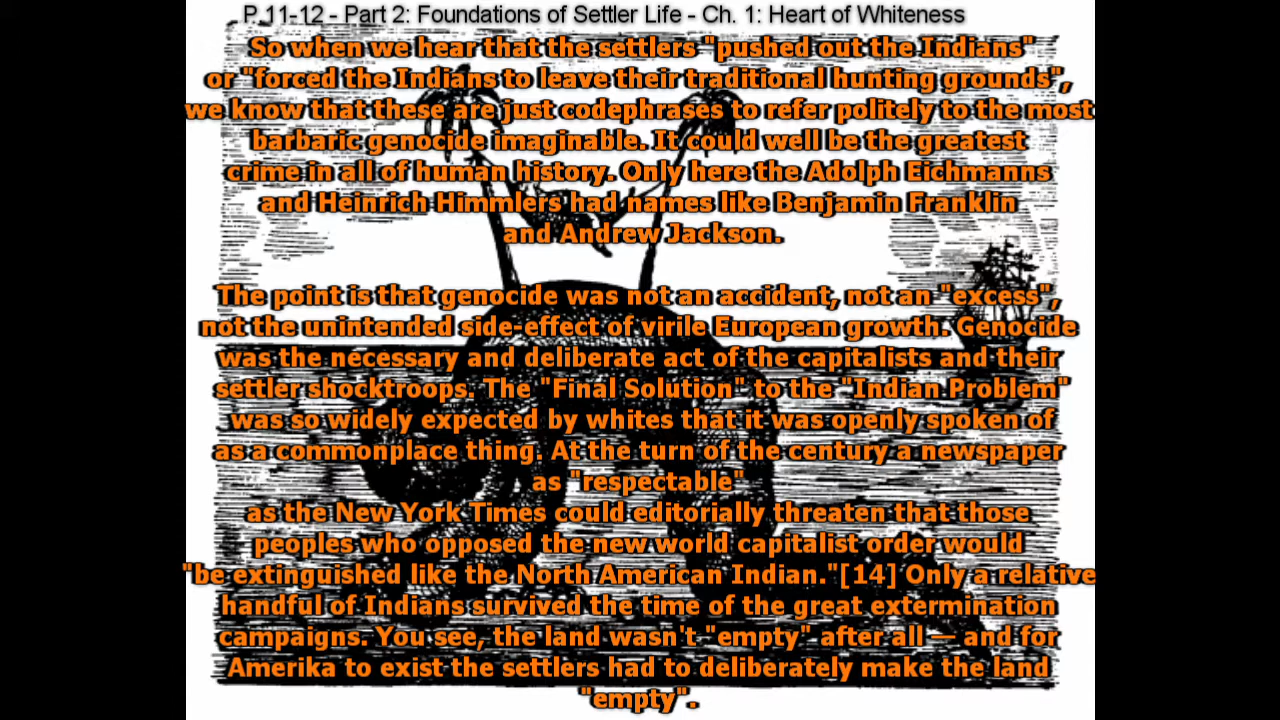 P. 11-12 - Part 2: Foundations of Settler Life - Ch. 1: Heart of Whiteness
So when we hear that the settlers "pushed out the Indians"
or "forced the Indians to leave their traditional hunting grounds",
we know that these are just codephrases to refer politely to the most
barbaric genocide imaginable. It could well be the greatest
crime in all of human history. Only here the Adolph Eichmanns
and Heinrich Himmlers had names like Benjamin Franklin
and Andrew Jackson.
The point is that genocide was not an accident, not an "excess",
not the unintended side-effect of virile European growth. Genocide
was the necessary and deliberate act of the capitalists and their
settler shocktroops. The "Final Solution" to the "Indian Problem"
was so widely expected by whites that it was openly spoken of
as a commonplace thing. At the turn of the century a newspaper
as "respectable"
as the New York Times could editorially threaten that those
peoples who opposed the new world capitalist order would
"be extinguished like the North American Indian."[14] Only a relative
handful of Indians survived the time of the great extermination
campaigns. You see, the land wasn't "empty" after all — and for
Amerika to exist the settlers had to deliberately make the land
"empty".